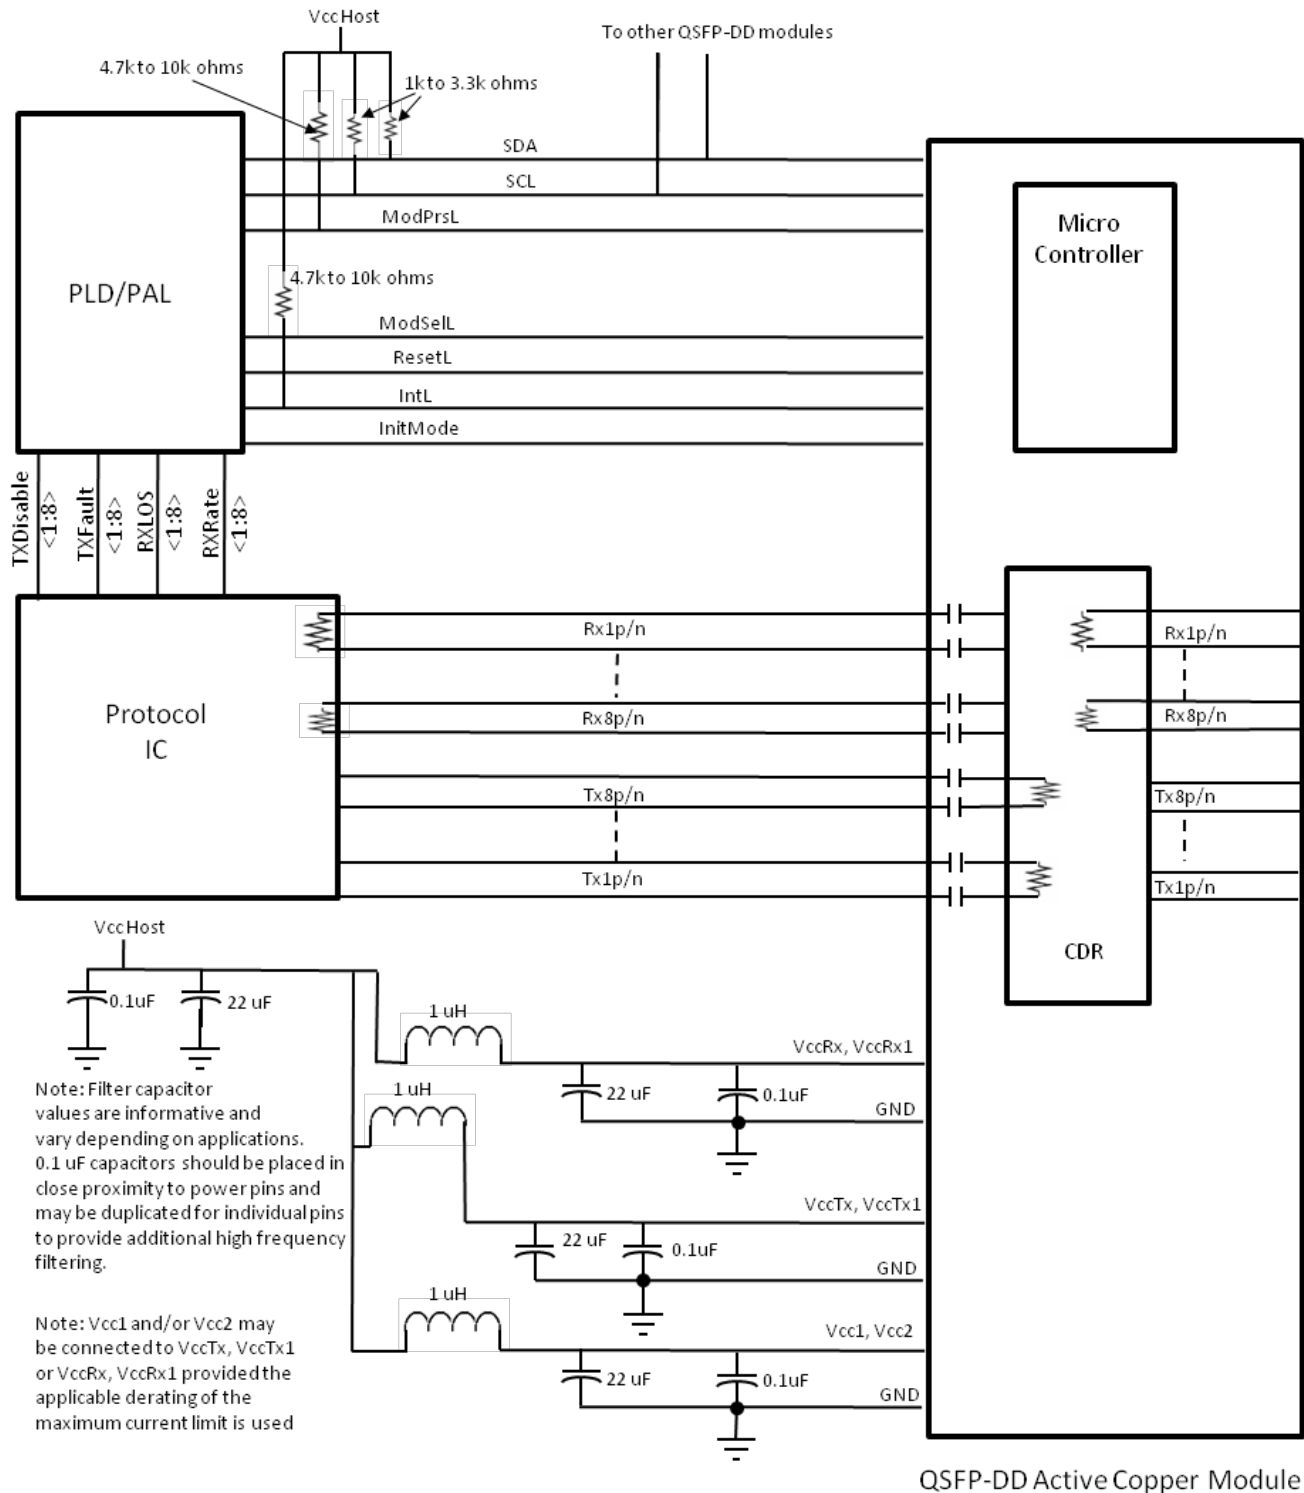 Vcc Host
To other QSFP-DD modules
4.7k to 10k ohms
1k to 3.3k ohms
SDA
SCL
ModPrsL
Micro
Controller
PLD/PAL
4.7k to 10k ohms
ModSelL
ResetL
IntL
InitMode
TXDisable
<1:8>
TXFault
<1:8>
RXLOS
<1:8>
RXRate
<1:8>
Rx1p/n
Rx1p/n
Protocol
IC
Rx8p/n
Rx8p/n
Tx8p/n
Tx8p/n
Tx1p/n
Tx1p/n
CDR
Vcc Host
0.1uF
22 uF
1 uH
VccRx, VccRx1
22 uF
0.1uF
GND
1 uH
VccTx, VccTx1
22 uF
0.1uF
GND
1 uH
Vcc1, Vcc2
22 uF
0.1uF
GND
Note: Filter capacitor
values are informative and
vary depending on applications.
0.1 uF capacitors should be placed in
close proximity to power pins and
may be duplicated for individual pins
to provide additional high frequency
filtering.
Note: Vcc1 and/or Vcc2 may
be connected to VccTx, VccTx1
or VccRx, VccRx1 provided the
applicable derating of the
maximum current limit is used
QSFP-DD Active Copper Module